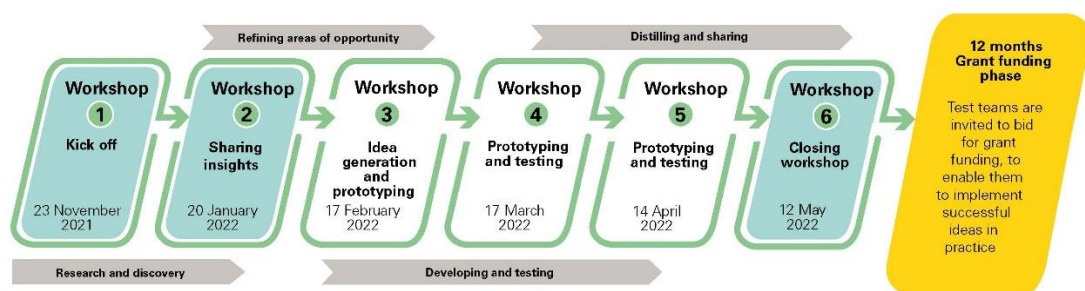 Refining areas of opportunity
Distilling and sharing
Workshop
1
Kick off
23 November
2021
Workshop
2
Sharing
insights
20 January
2022
Workshop
3
Idea
generation
and
prototyping
17 February
2022
Workshop
4
Prototyping
and testing
17 March
2022
Workshop
5
Prototyping
and testing
14 April
2022
Workshop
6
Closing
workshop
12 May
2022
12 months
Grant funding
phase
Test teams are
invited to bid
for grant
funding, to
enable them
to implement
successful
ideas in
practice
Research and discovery
Developing and testing